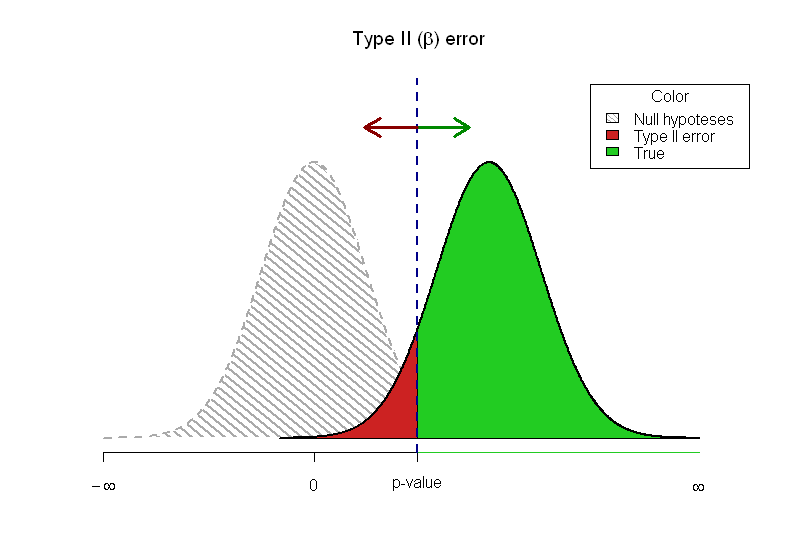 Type II (β) error
Color
Null hypoteses
Type II error
True
−∞
0
p-value
∞